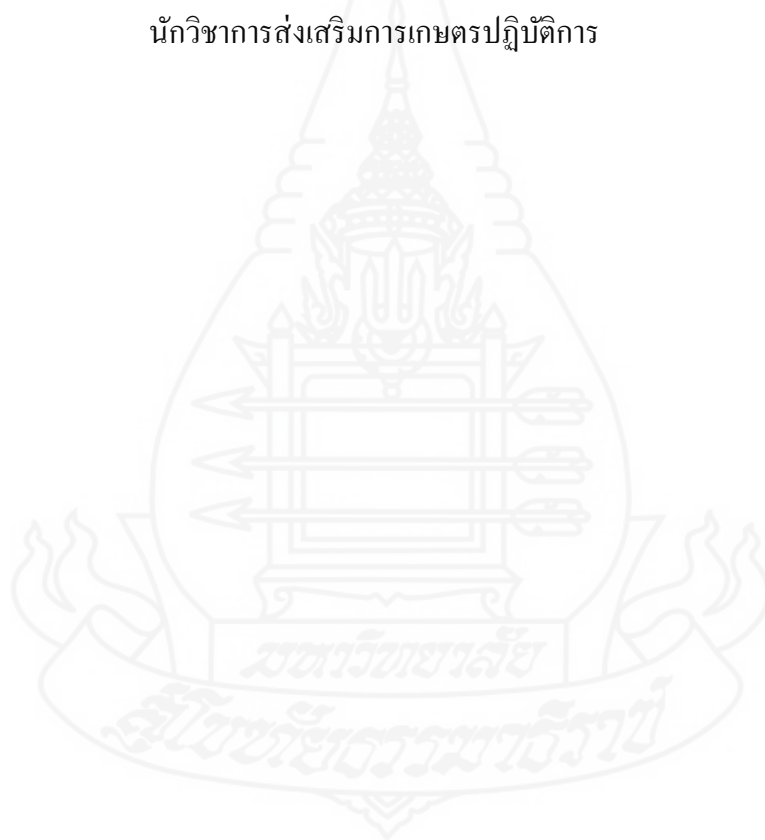 นักวิชาการส่งเสริมการเกษตรปฏิบัติการ
มหาวิทยาลัย
สุโขทัยธรรมาธิราช